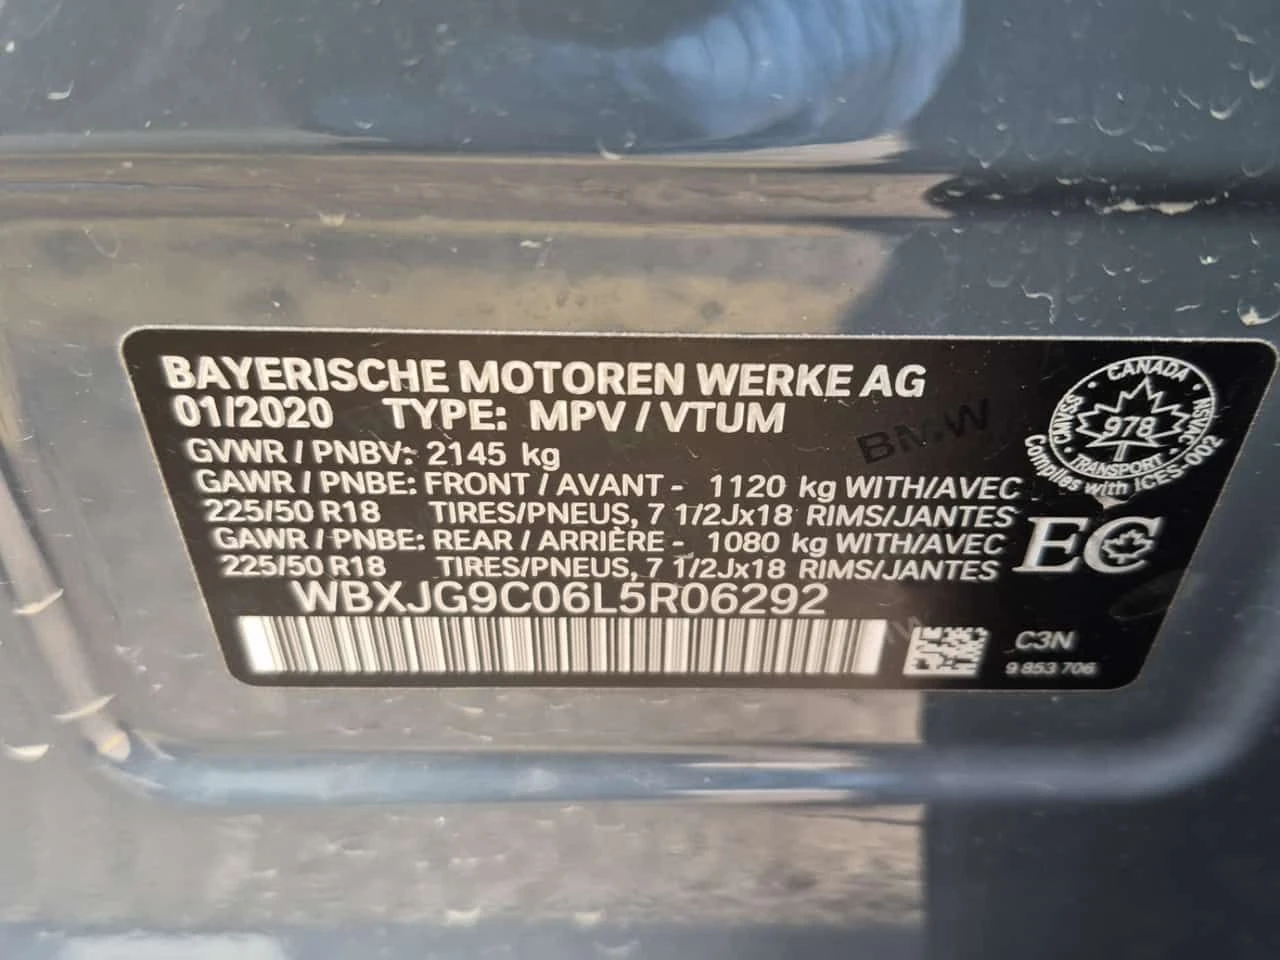 BAYERISCHE MOTOREN WERKE AG
01/2020 TYPE: MPV / VTUM
GVWR / PNBV: 2145 kg
GAWR / PNBE: FRONT / AVANT - 1120 kg WITH/AVEC
225/50 R18 TIRES/PNEUS, 7 1/2Jx18 RIMS/JANTES
GAWR / PNBE: REAR / ARRIÈRE - 1080 kg WITH/AVEC
225/50 R18 TIRES/PNEUS, 7 1/2Jx18 RIMS/JANTES
WBXJG9C06L5R06292
BMW
CANADA
CMVSS
978
NSVAC
TRANSPORT
Complies with ICES-002
EC
C3N
9 853 706